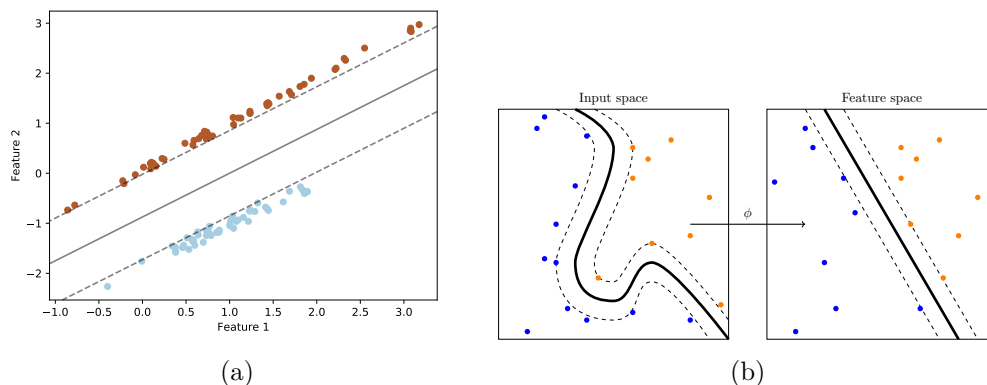 3
2
1
0
−1
−2
−1.0 −0.5 0.0 0.5 1.0 1.5 2.0 2.5 3.0
Feature 1
Feature 2
(a)
Input space
Feature space
ϕ
(b)